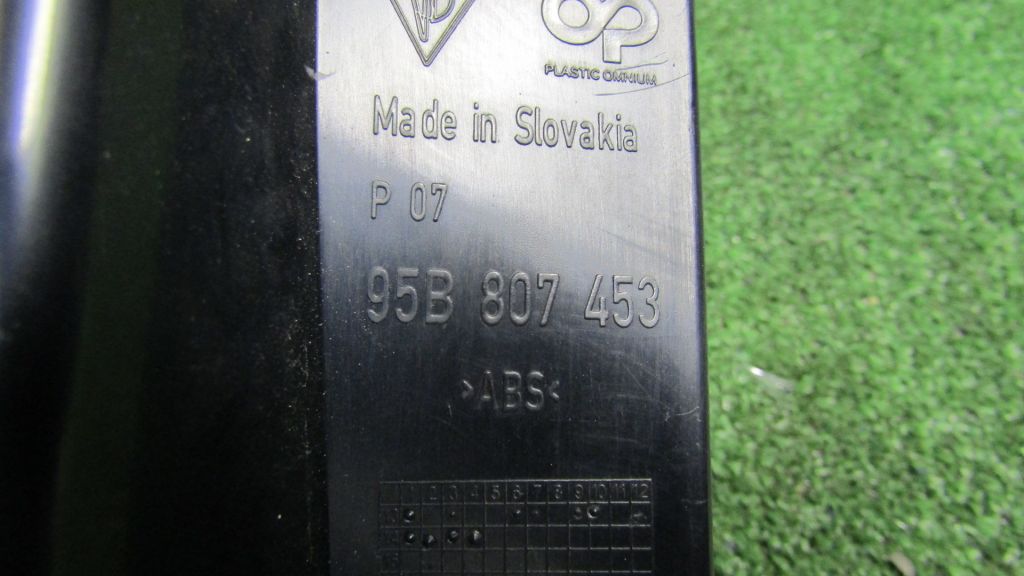 PLASTIC OMNIUM
Made in Slovakia
P 07
95B 807 453
>ABS<
1 2 3 4 5 6 7 8 9 10 11 12